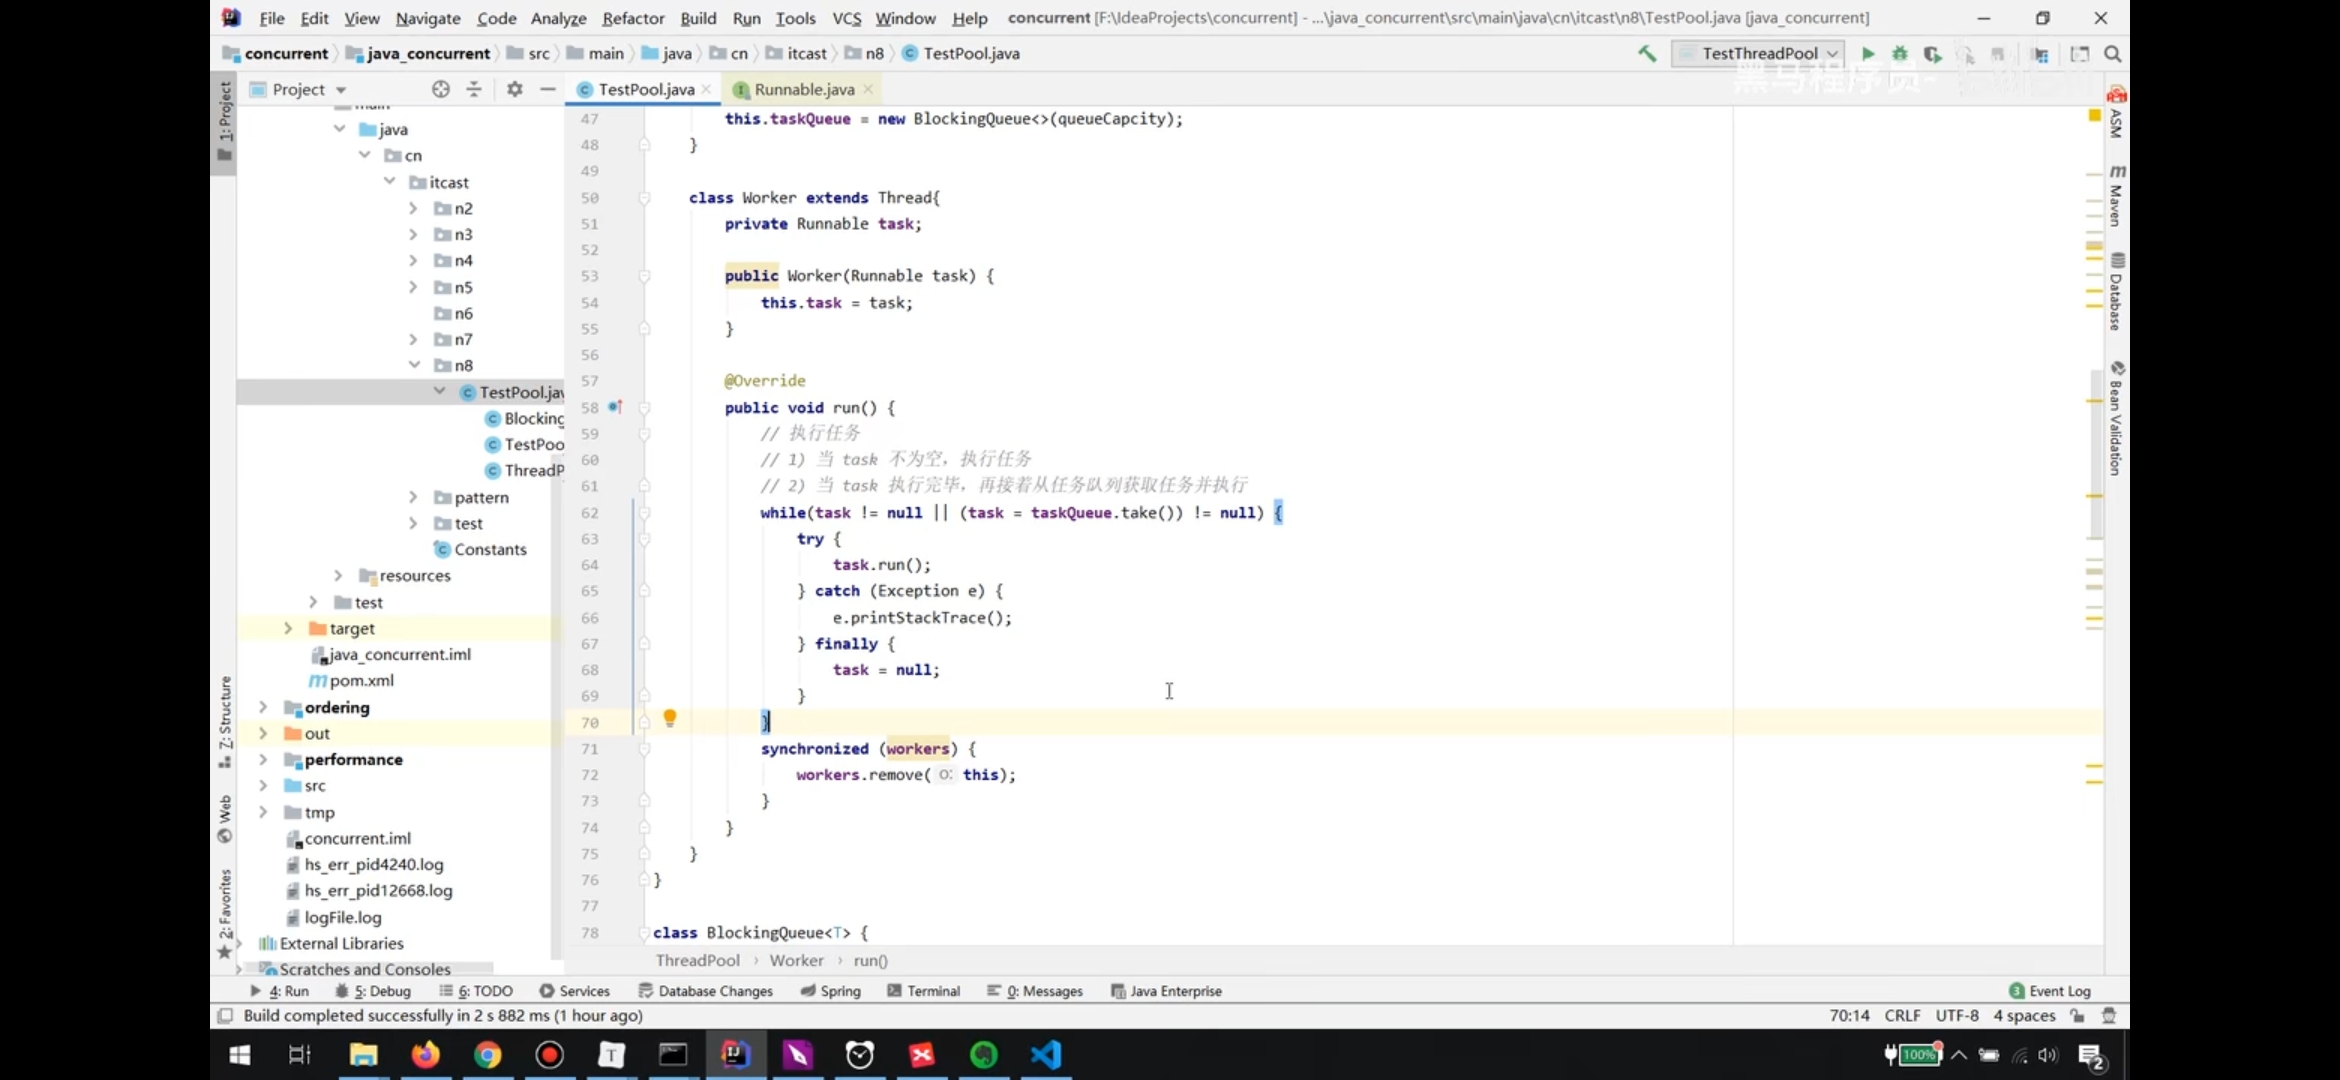 File Edit View Navigate Code Analyze Refactor Build Run Tools VCS Window Help concurrent [F:\IdeaProjects\concurrent] - ...\java_concurrent\src\main\java\cn\itcast\n8\TestPool.java [java_concurrent]
concurrent java_concurrent src main java cn itcast n8 TestPool.java TestThreadPool
黑马程序员-
Project TestPool.java Runnable.java
1: Project
7: Structure
Web
2: Favorites
main
java
cn
itcast
n2
n3
n4
n5
n6
n7
n8
TestPool.jav
Blocking
TestPoo
ThreadP
pattern
test
Constants
resources
test
target
java_concurrent.iml
pom.xml
ordering
out
performance
src
tmp
concurrent.iml
hs_err_pid4240.log
hs_err_pid12668.log
logFile.log
External Libraries
Scratches and Consoles
47 this.taskQueue = new BlockingQueue<>(queueCapcity);
48 }
49
50 class Worker extends Thread{
51 private Runnable task;
52
53 public Worker(Runnable task) {
54 this.task = task;
55 }
56
57 @Override
58 public void run() {
59 // 执行任务
60 // 1) 当 task 不为空，执行任务
61 // 2) 当 task 执行完毕，再接着从任务队列获取任务并执行
62 while(task != null || (task = taskQueue.take()) != null) {
63 try {
64 task.run();
65 } catch (Exception e) {
66 e.printStackTrace();
67 } finally {
68 task = null;
69 }
70 }
71 synchronized (workers) {
72 workers.remove( o: this);
73 }
74 }
75 }
76 }
77
78 class BlockingQueue<T> {
ThreadPool › Worker › run()
ASM
Maven
Database
Bean Validation
4: Run 5: Debug 6: TODO Services Database Changes Spring Terminal 0: Messages Java Enterprise 3 Event Log
Build completed successfully in 2 s 882 ms (1 hour ago) 70:14 CRLF UTF-8 4 spaces
100% 2